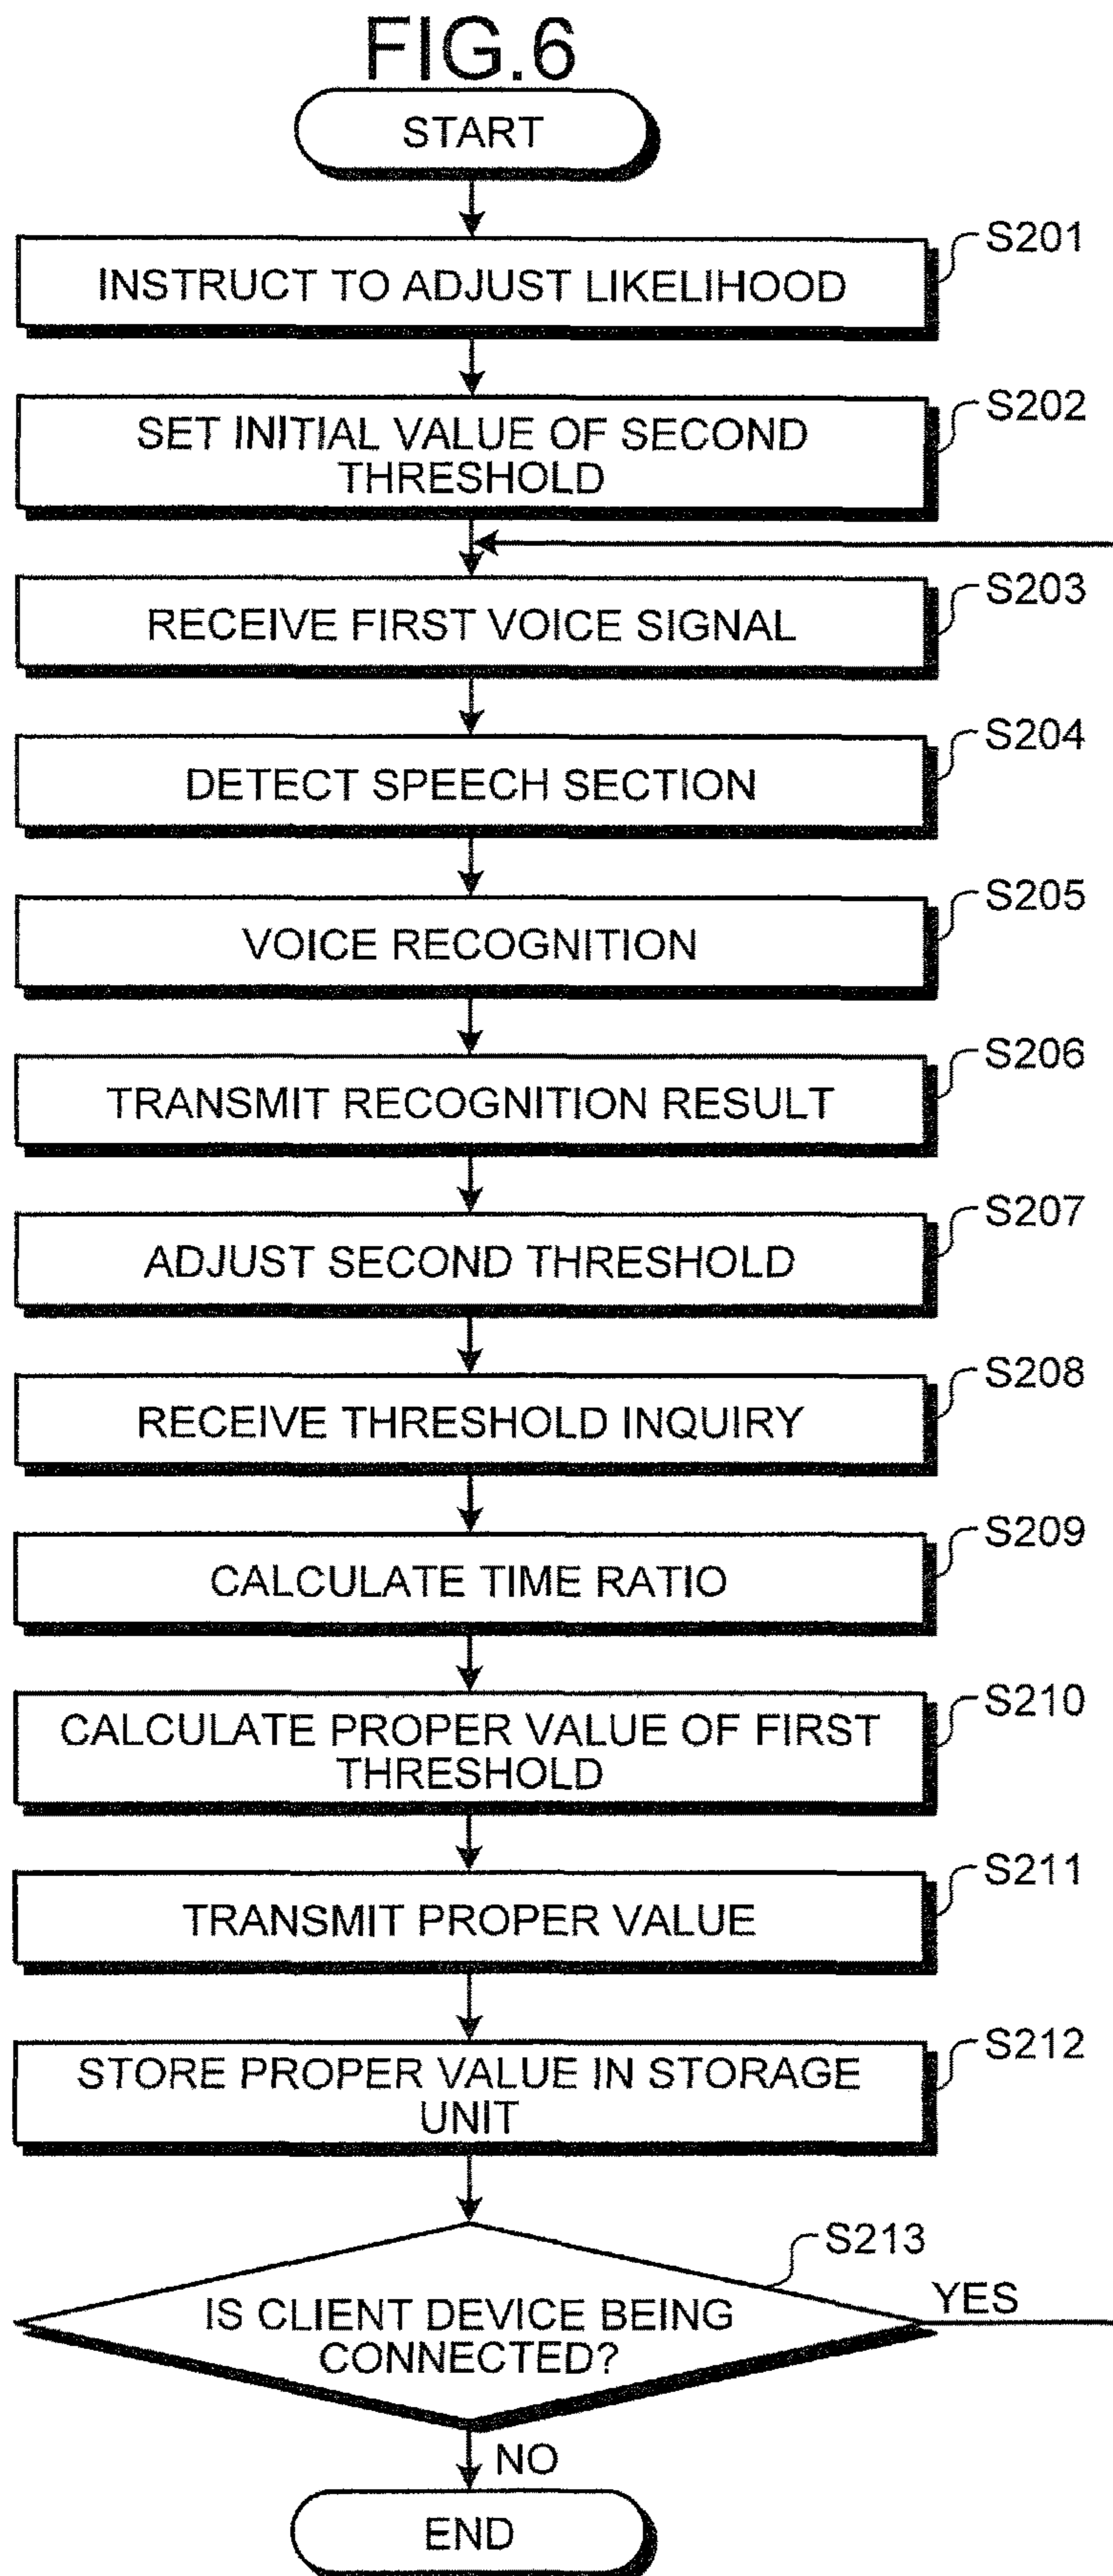 FIG.6
START
S201
INSTRUCT TO ADJUST LIKELIHOOD
S202
SET INITIAL VALUE OF SECOND
THRESHOLD
S203
RECEIVE FIRST VOICE SIGNAL
S204
DETECT SPEECH SECTION
S205
VOICE RECOGNITION
S206
TRANSMIT RECOGNITION RESULT
S207
ADJUST SECOND THRESHOLD
S208
RECEIVE THRESHOLD INQUIRY
S209
CALCULATE TIME RATIO
S210
CALCULATE PROPER VALUE OF FIRST
THRESHOLD
S211
TRANSMIT PROPER VALUE
S212
STORE PROPER VALUE IN STORAGE
UNIT
S213
YES
IS CLIENT DEVICE BEING
CONNECTED?
NO
END